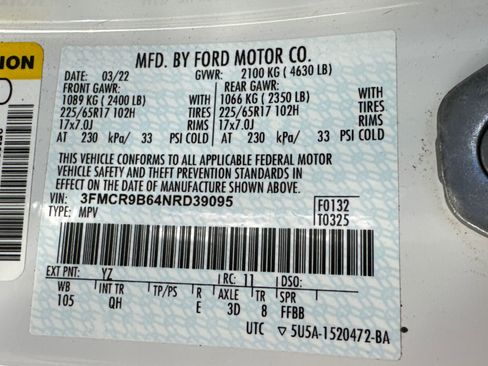 MFD. BY FORD MOTOR CO.
DATE: 03/22 GVWR: 2100 KG ( 4630 LB)
FRONT GAWR: REAR GAWR:
1089 KG ( 2400 LB) 1066 KG ( 2350 LB)
225/65R17 102H TIRES 225/65R17 102H TIRES
17x7.0J RIMS 17x7.0J RIMS
AT 230 kPa/ 33 PSI COLD AT 230 kPa/ 33 PSI COLD
THIS VEHICLE CONFORMS TO ALL APPLICABLE FEDERAL MOTOR
VEHICLE SAFETY AND THEFT PREVENTION STANDARDS IN
EFFECT ON THE DATE OF MANUFACTURE SHOWN ABOVE.
VIN: 3FMCR9B64NRD39095 F0132
TYPE: MPV T0325
EXT PNT: YZ RC: 11 DSO:
WB INT TR TP/PS R AXLE TR SPR
105 QH E 3D 8 FFBB
UTC 5U5A-1520472-BA